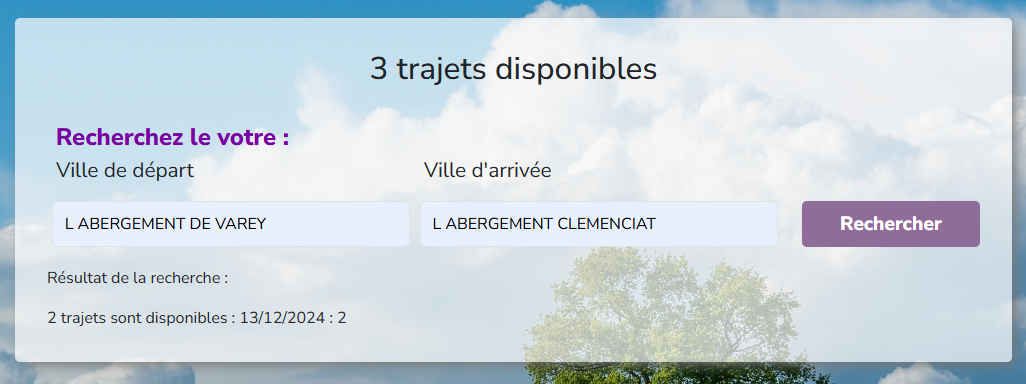 3 trajets disponibles
Recherchez le votre :
Ville de départ
Ville d'arrivée
L ABERGEMENT DE VAREY
L ABERGEMENT CLEMENCIAT
Rechercher
Résultat de la recherche :
2 trajets sont disponibles : 13/12/2024 : 2